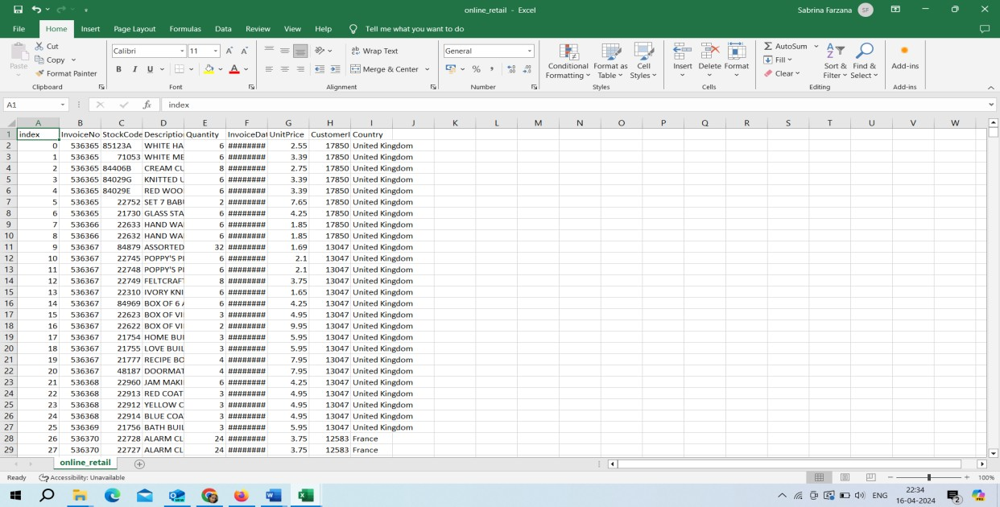 online_retail - Excel
Sabrina Farzana SF
File Home Insert Page Layout Formulas Data Review View Help Tell me what you want to do
Cut
Copy
Format Painter
Paste
Clipboard
Calibri 11
B I U
Font
Wrap Text
Merge & Center
Alignment
General
Number
Conditional Formatting
Format as Table
Cell Styles
Styles
Insert Delete Format
Cells
AutoSum
Fill
Clear
Sort & Filter
Find & Select
Editing
Add-ins
Add-ins
A1 fx index
A B C D E F G H I J K L M N O P Q R S T U V W
1 index InvoiceNo StockCode Descriptio Quantity InvoiceDat UnitPrice CustomerI Country
2 0 536365 85123A WHITE HA 6 ######## 2.55 17850 United Kingdom
3 1 536365 71053 WHITE ME 6 ######## 3.39 17850 United Kingdom
4 2 536365 84406B CREAM CU 8 ######## 2.75 17850 United Kingdom
5 3 536365 84029G KNITTED U 6 ######## 3.39 17850 United Kingdom
6 4 536365 84029E RED WOO 6 ######## 3.39 17850 United Kingdom
7 5 536365 22752 SET 7 BAB 2 ######## 7.65 17850 United Kingdom
8 6 536365 21730 GLASS STA 6 ######## 4.25 17850 United Kingdom
9 7 536366 22633 HAND WA 6 ######## 1.85 17850 United Kingdom
10 8 536366 22632 HAND WA 6 ######## 1.85 17850 United Kingdom
11 9 536367 84879 ASSORTED 32 ######## 1.69 13047 United Kingdom
12 10 536367 22745 POPPY'S P 6 ######## 2.1 13047 United Kingdom
13 11 536367 22748 POPPY'S P 6 ######## 2.1 13047 United Kingdom
14 12 536367 22749 FELTCRAF 8 ######## 3.75 13047 United Kingdom
15 13 536367 22310 IVORY KNI 6 ######## 1.65 13047 United Kingdom
16 14 536367 84969 BOX OF 6 6 ######## 4.25 13047 United Kingdom
17 15 536367 22623 BOX OF VI 3 ######## 4.95 13047 United Kingdom
18 16 536367 22622 BOX OF VI 2 ######## 9.95 13047 United Kingdom
19 17 536367 21754 HOME BUI 3 ######## 5.95 13047 United Kingdom
20 18 536367 21755 LOVE BUIL 3 ######## 5.95 13047 United Kingdom
21 19 536367 21777 RECIPE BO 4 ######## 7.95 13047 United Kingdom
22 20 536367 48187 DOORMAT 4 ######## 7.95 13047 United Kingdom
23 21 536368 22960 JAM MAKI 6 ######## 4.25 13047 United Kingdom
24 22 536368 22913 RED COAT 3 ######## 4.95 13047 United Kingdom
25 23 536368 22912 YELLOW C 3 ######## 4.95 13047 United Kingdom
26 24 536368 22914 BLUE COA 3 ######## 4.95 13047 United Kingdom
27 25 536369 21756 BATH BUIL 3 ######## 5.95 13047 United Kingdom
28 26 536370 22728 ALARM CL 24 ######## 3.75 12583 France
29 27 536370 22727 ALARM CL 24 ######## 3.75 12583 France
online_retail
Ready Accessibility: Unavailable 100%
ENG 22:34
16-04-2024 2